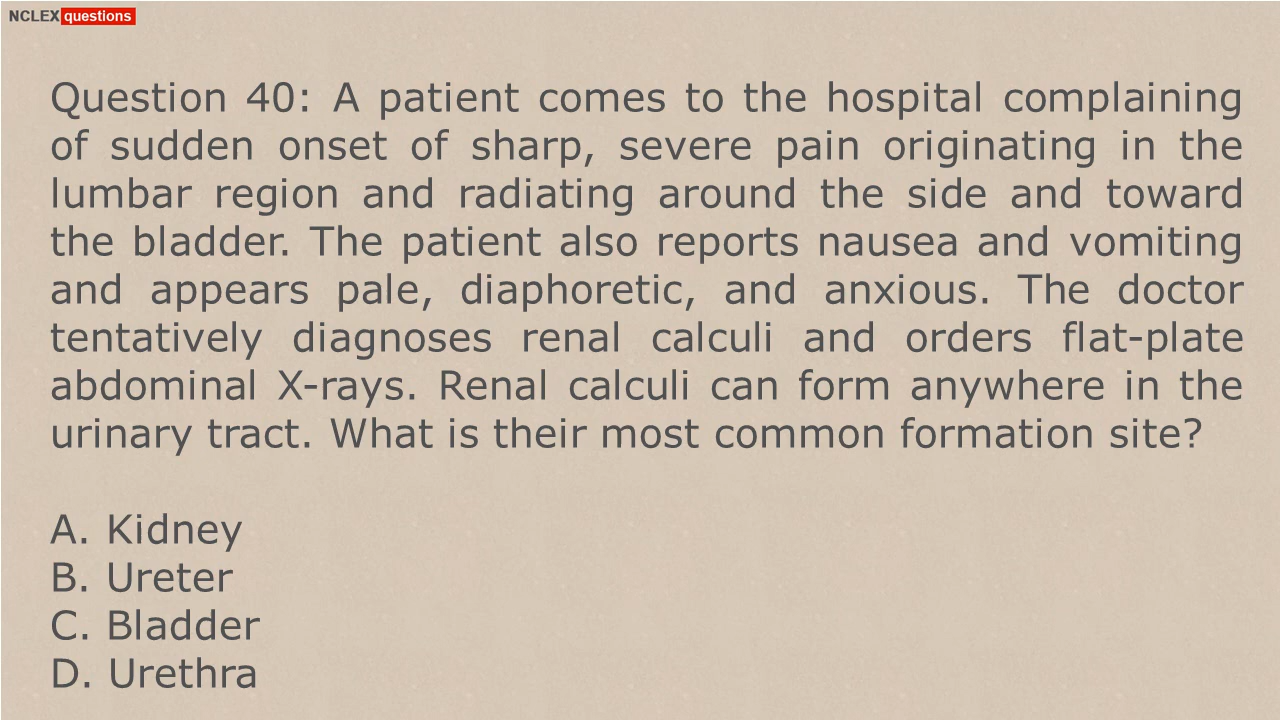 NCLEX questions
Question 40: A patient comes to the hospital complaining
of sudden onset of sharp, severe pain originating in the
lumbar region and radiating around the side and toward
the bladder. The patient also reports nausea and vomiting
and appears pale, diaphoretic, and anxious. The doctor
tentatively diagnoses renal calculi and orders flat-plate
abdominal X-rays. Renal calculi can form anywhere in the
urinary tract. What is their most common formation site?
A. Kidney
B. Ureter
C. Bladder
D. Urethra